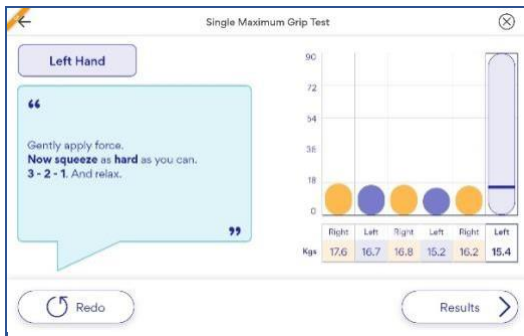 Single Maximum Grip Test
Left Hand
“
Gently apply force.
Now squeeze as hard as you can.
3 - 2 - 1. And relax.
”
90
72
54
36
18
0
Right Left Right Left Right Left
Kgs 17.6 16.7 16.8 15.2 16.2 15.4
Redo
Results